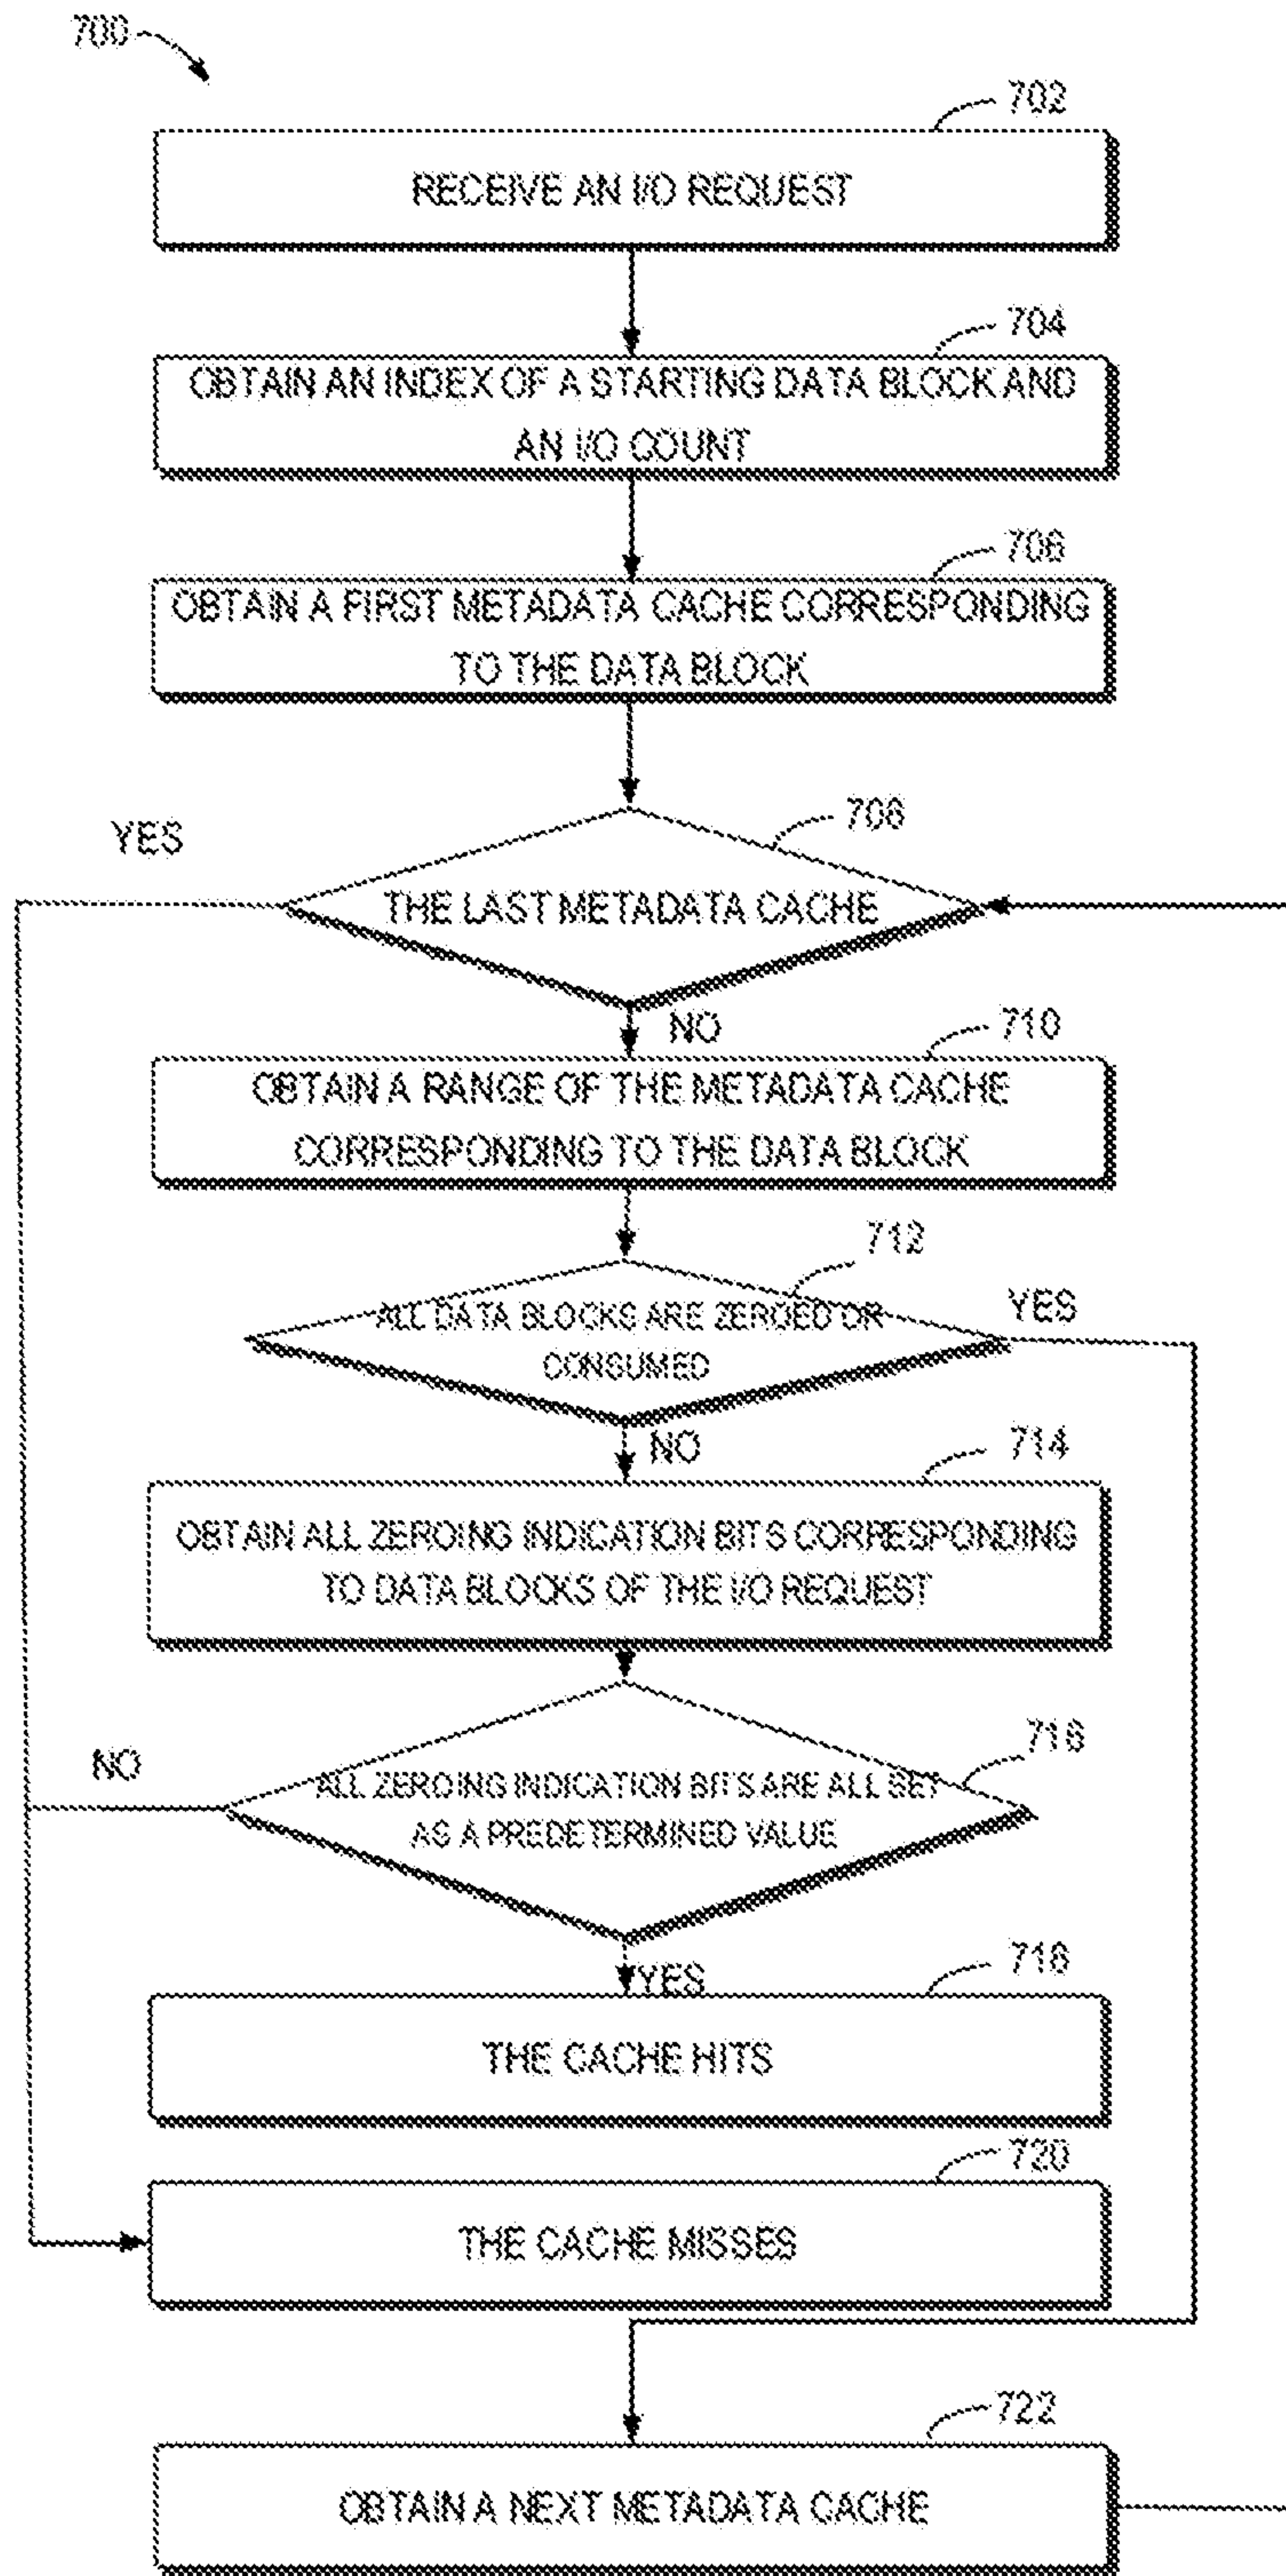 700
702
RECEIVE AN I/O REQUEST
704
OBTAIN AN INDEX OF A STARTING DATA BLOCK AND
AN I/O COUNT
706
OBTAIN A FIRST METADATA CACHE CORRESPONDING
TO THE DATA BLOCK
708
YES
THE LAST METADATA CACHE
NO
710
OBTAIN A RANGE OF THE METADATA CACHE
CORRESPONDING TO THE DATA BLOCK
712
YES
ALL DATA BLOCKS ARE ZEROED OR
CONSUMED
NO
714
OBTAIN ALL ZEROING INDICATION BITS CORRESPONDING
TO DATA BLOCKS OF THE I/O REQUEST
716
NO
ALL ZEROING INDICATION BITS ARE ALL SET
AS A PREDETERMINED VALUE
YES
718
THE CACHE HITS
720
THE CACHE MISSES
722
OBTAIN A NEXT METADATA CACHE